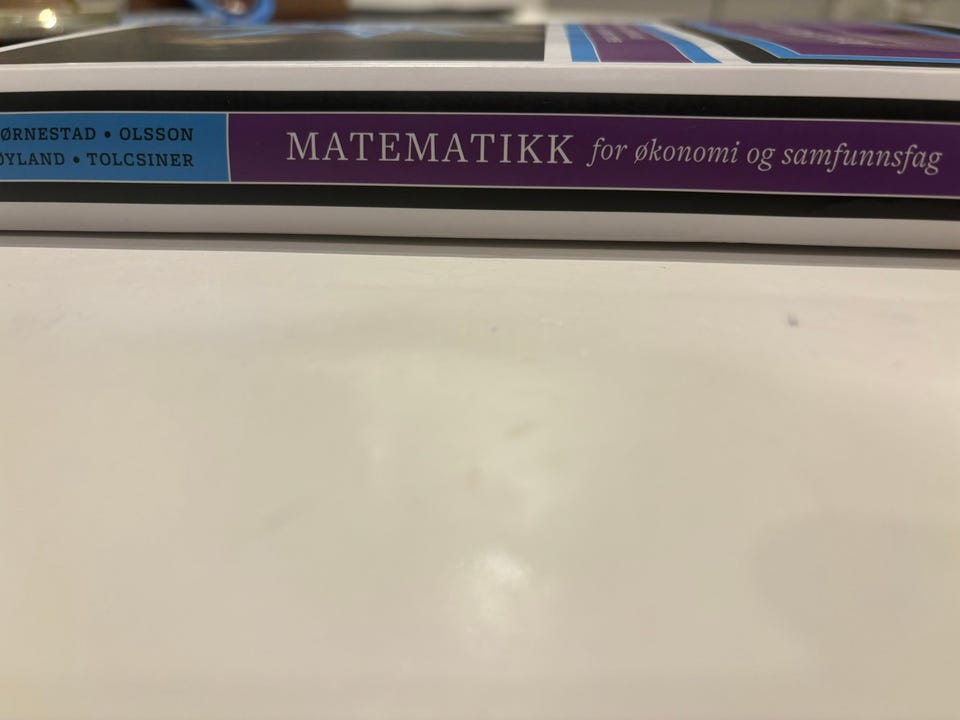 ØRNESTAD • OLSSON
ØYLAND • TOLCSINER
MATEMATIKK for økonomi og samfunnsfag